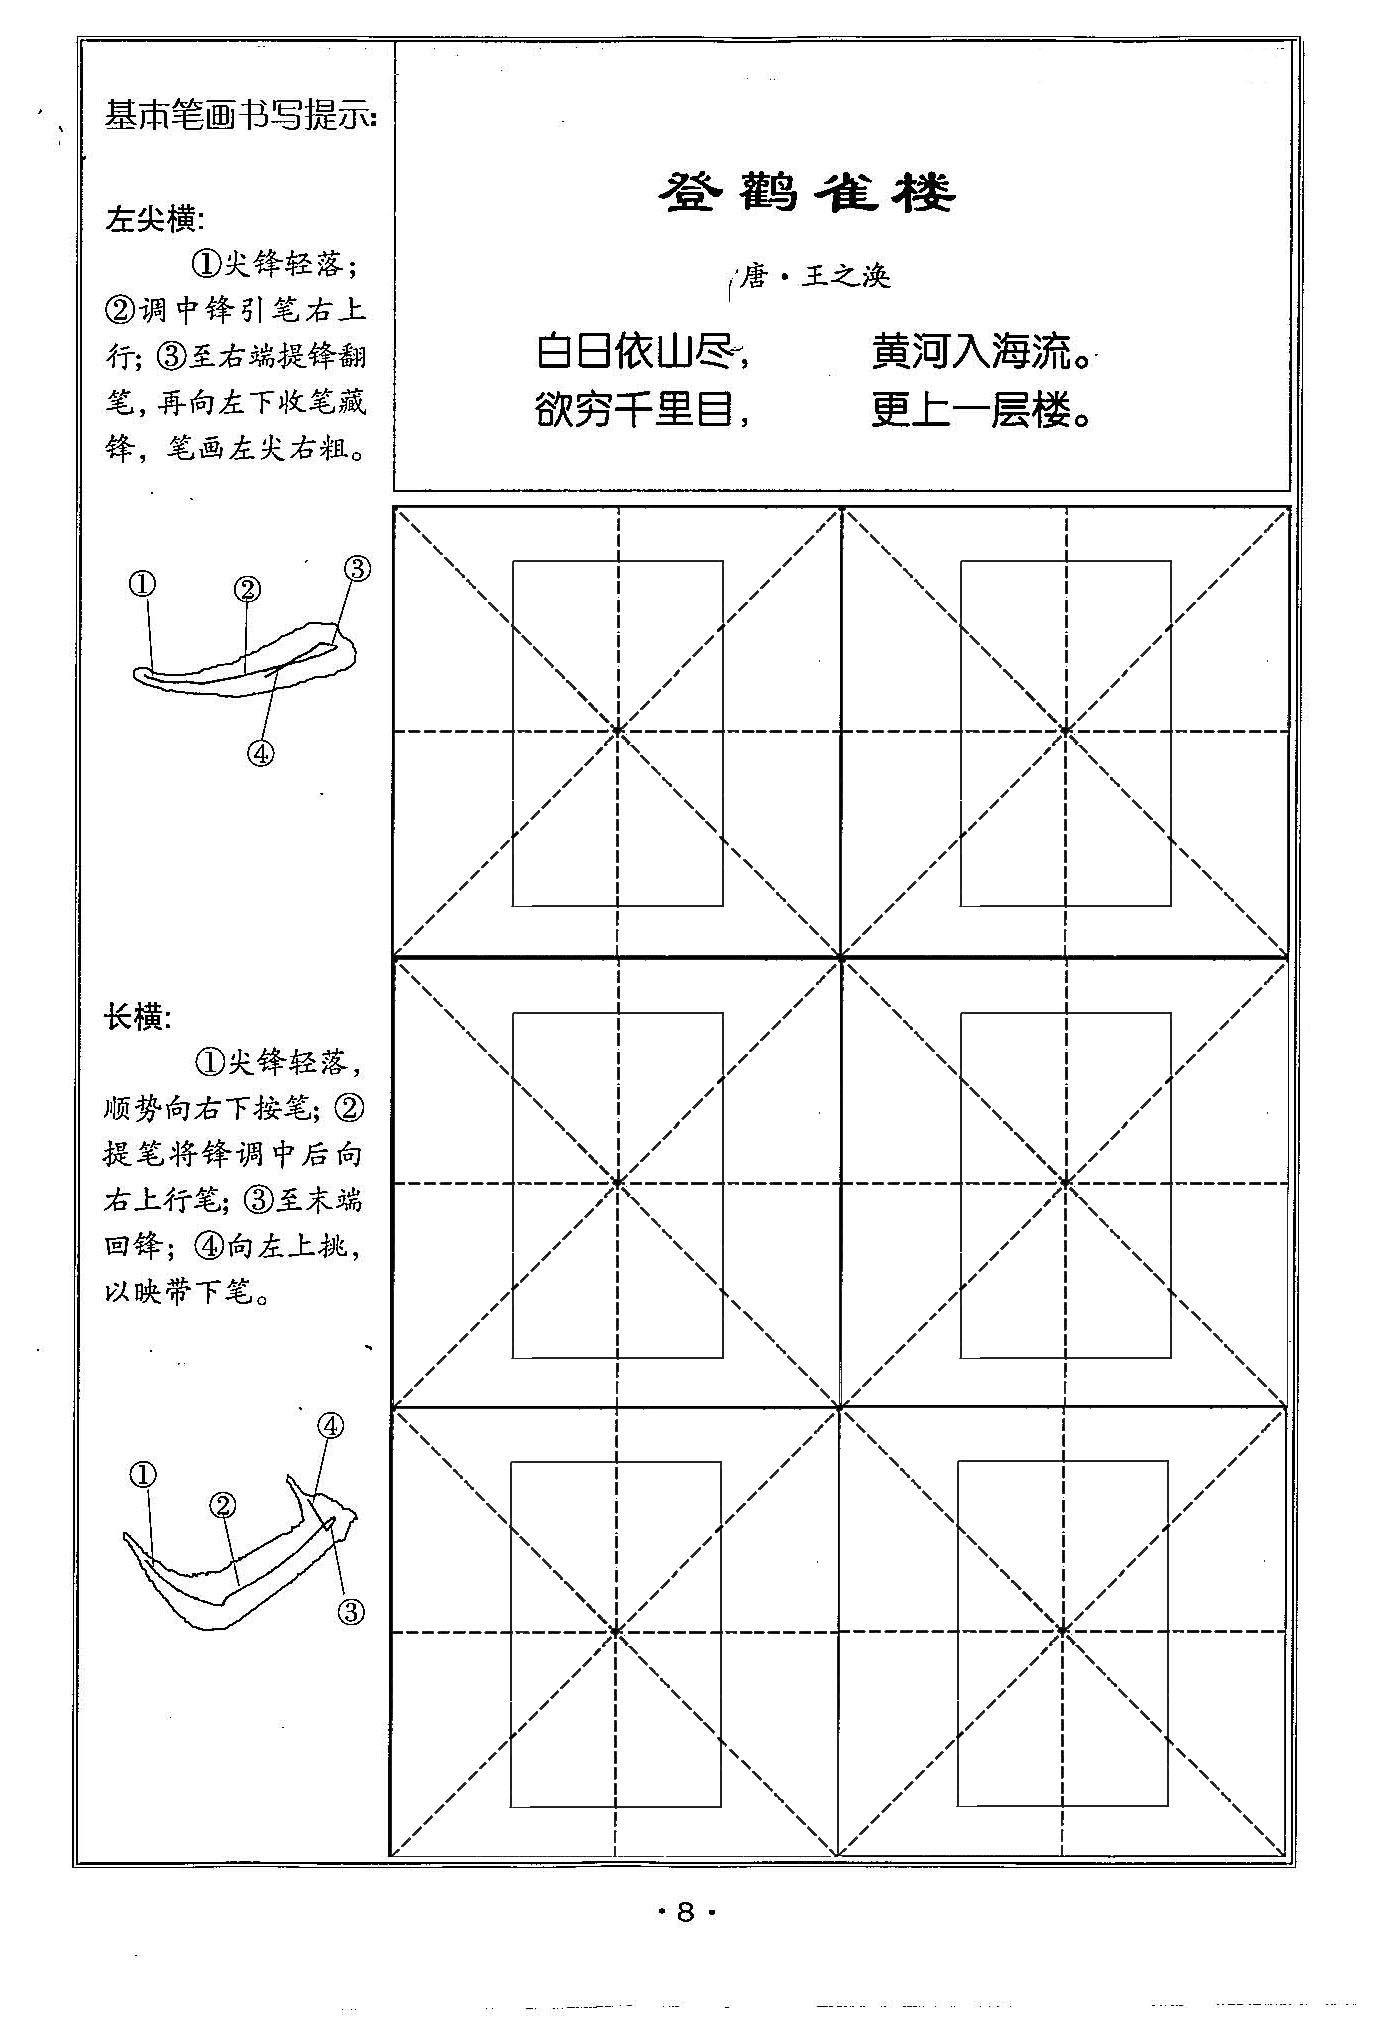 基本笔画书写提示:
左尖横:
①尖锋轻落;
②调中锋引笔右上
行;③至右端提锋翻
笔,再向左下收笔藏
锋,笔画左尖右粗。
① ② ③
④
长横:
①尖锋轻落,
顺势向右下按笔;②
提笔将锋调中后向
右上行笔;③至末端
回锋;④向左上挑,
以映带下笔。
④
① ②
③
登鹳雀楼
唐·王之涣
白日依山尽, 黄河入海流。
欲穷千里目, 更上一层楼。
·8·